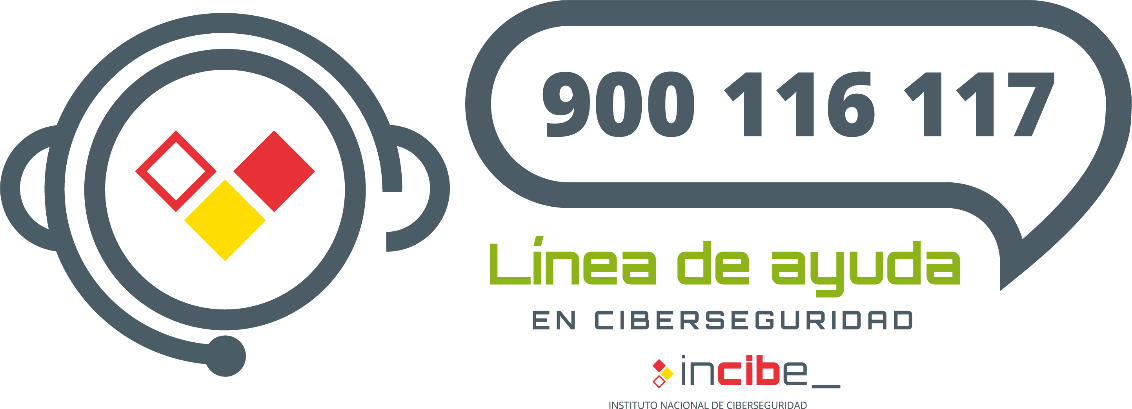 900 116 117
Línea de ayuda
EN CIBERSEGURIDAD
incibe_
INSTITUTO NACIONAL DE CIBERSEGURIDAD